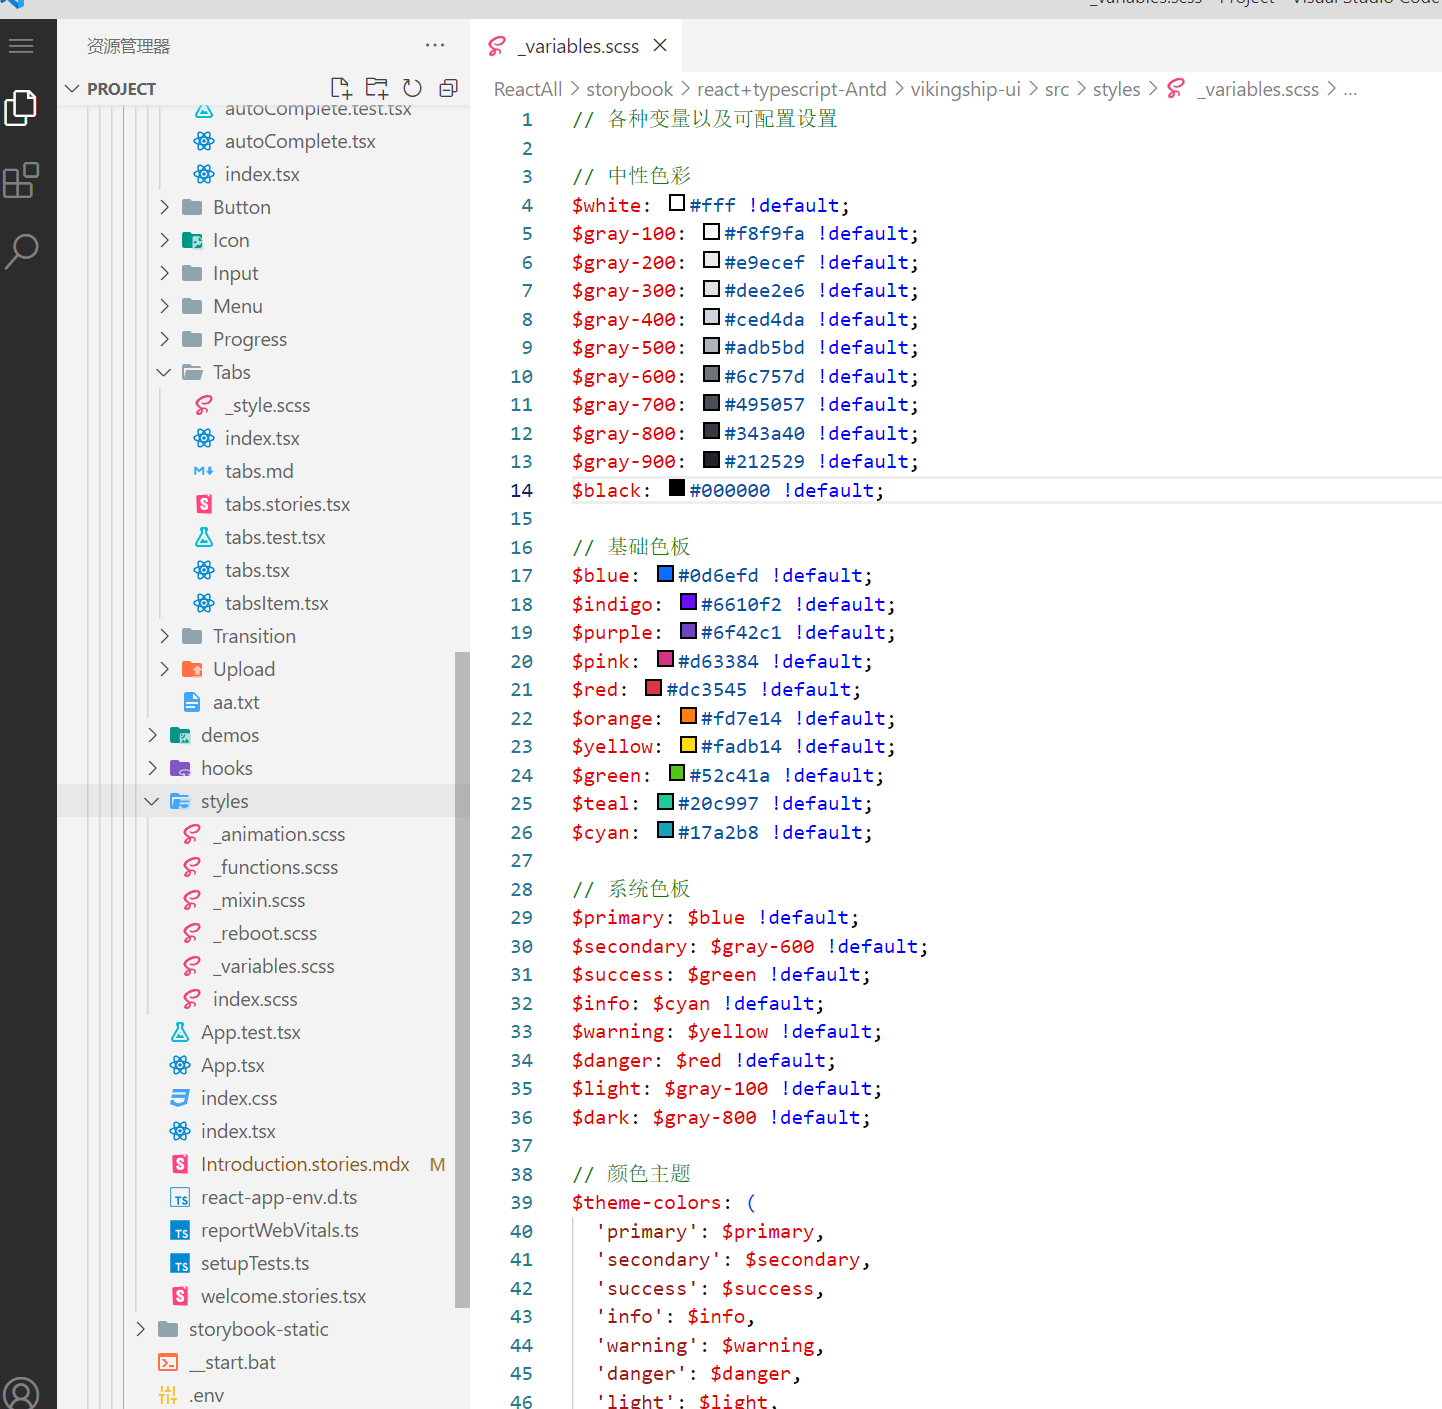 资源管理器
PROJECT
autoComplete.test.tsx
autoComplete.tsx
index.tsx
Button
Icon
Input
Menu
Progress
Tabs
_style.scss
index.tsx
tabs.md
tabs.stories.tsx
tabs.test.tsx
tabs.tsx
tabsItem.tsx
Transition
Upload
aa.txt
demos
hooks
styles
_animation.scss
_functions.scss
_mixin.scss
_reboot.scss
_variables.scss
index.scss
App.test.tsx
App.tsx
index.css
index.tsx
Introduction.stories.mdx M
react-app-env.d.ts
reportWebVitals.ts
setupTests.ts
welcome.stories.tsx
storybook-static
__start.bat
.env
_variables.scss
ReactAll > storybook > react+typescript-Antd > vikingship-ui > src > styles > _variables.scss > ...
1 // 各种变量以及可配置设置
2
3 // 中性色彩
4 $white: #fff !default;
5 $gray-100: #f8f9fa !default;
6 $gray-200: #e9ecef !default;
7 $gray-300: #dee2e6 !default;
8 $gray-400: #ced4da !default;
9 $gray-500: #adb5bd !default;
10 $gray-600: #6c757d !default;
11 $gray-700: #495057 !default;
12 $gray-800: #343a40 !default;
13 $gray-900: #212529 !default;
14 $black: #000000 !default;
15
16 // 基础色板
17 $blue: #0d6efd !default;
18 $indigo: #6610f2 !default;
19 $purple: #6f42c1 !default;
20 $pink: #d63384 !default;
21 $red: #dc3545 !default;
22 $orange: #fd7e14 !default;
23 $yellow: #fadb14 !default;
24 $green: #52c41a !default;
25 $teal: #20c997 !default;
26 $cyan: #17a2b8 !default;
27
28 // 系统色板
29 $primary: $blue !default;
30 $secondary: $gray-600 !default;
31 $success: $green !default;
32 $info: $cyan !default;
33 $warning: $yellow !default;
34 $danger: $red !default;
35 $light: $gray-100 !default;
36 $dark: $gray-800 !default;
37
38 // 颜色主题
39 $theme-colors: (
40 'primary': $primary,
41 'secondary': $secondary,
42 'success': $success,
43 'info': $info,
44 'warning': $warning,
45 'danger': $danger,
46 'light': $light,